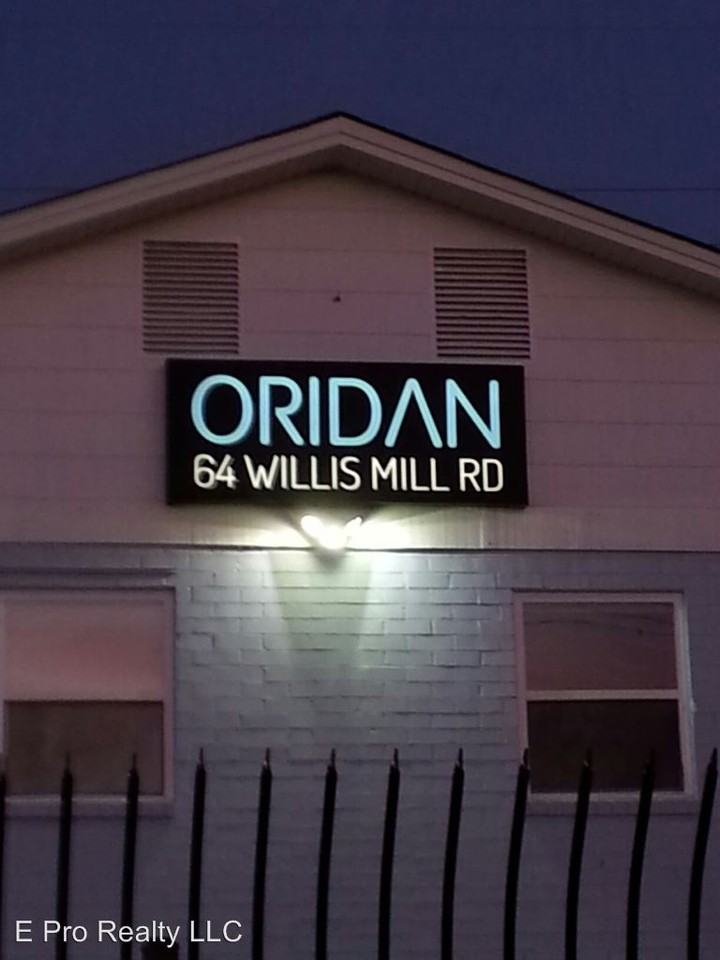 ORIDAN
64 WILLIS MILL RD
E Pro Realty LLC